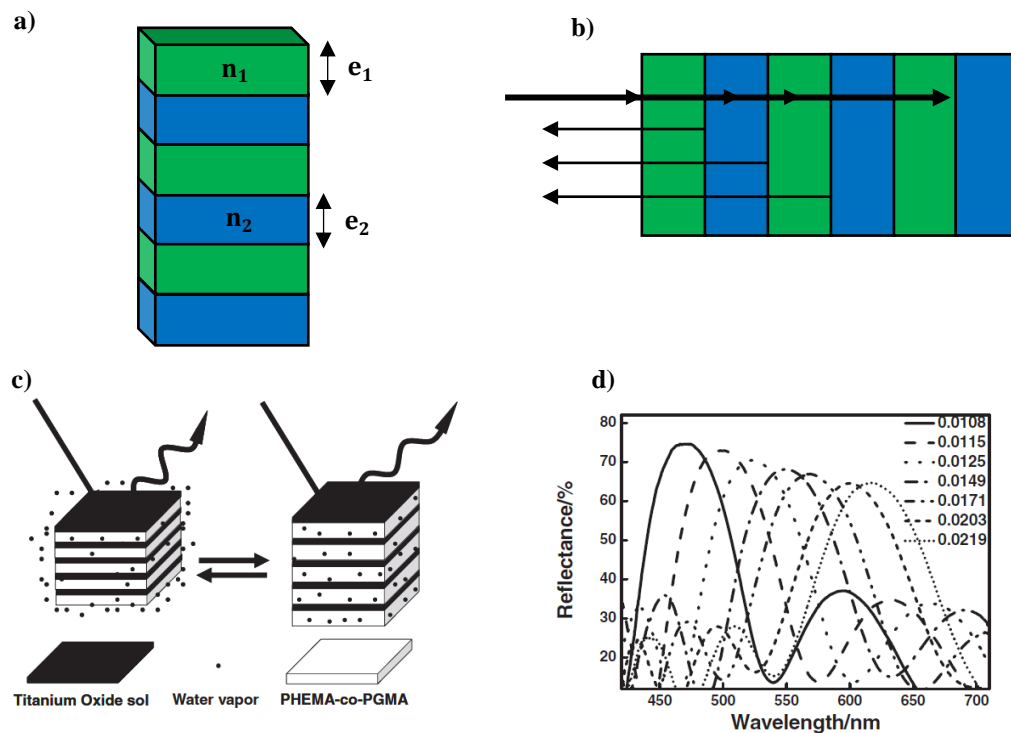 a)
n₁
e₁
n₂
e₂
b)
c)
Titanium Oxide sol
Water vapor
PHEMA-co-PGMA
d)
Reflectance/%
80
70
60
50
40
30
20
0.0108
0.0115
0.0125
0.0149
0.0171
0.0203
0.0219
450 500 550 600 650 700
Wavelength/nm